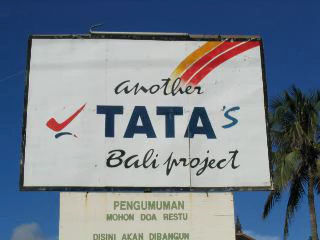 another
TATA's
Bali project
PENGUMUMAN
MOHON DOA RESTU
DISINI AKAN DIBANGUN